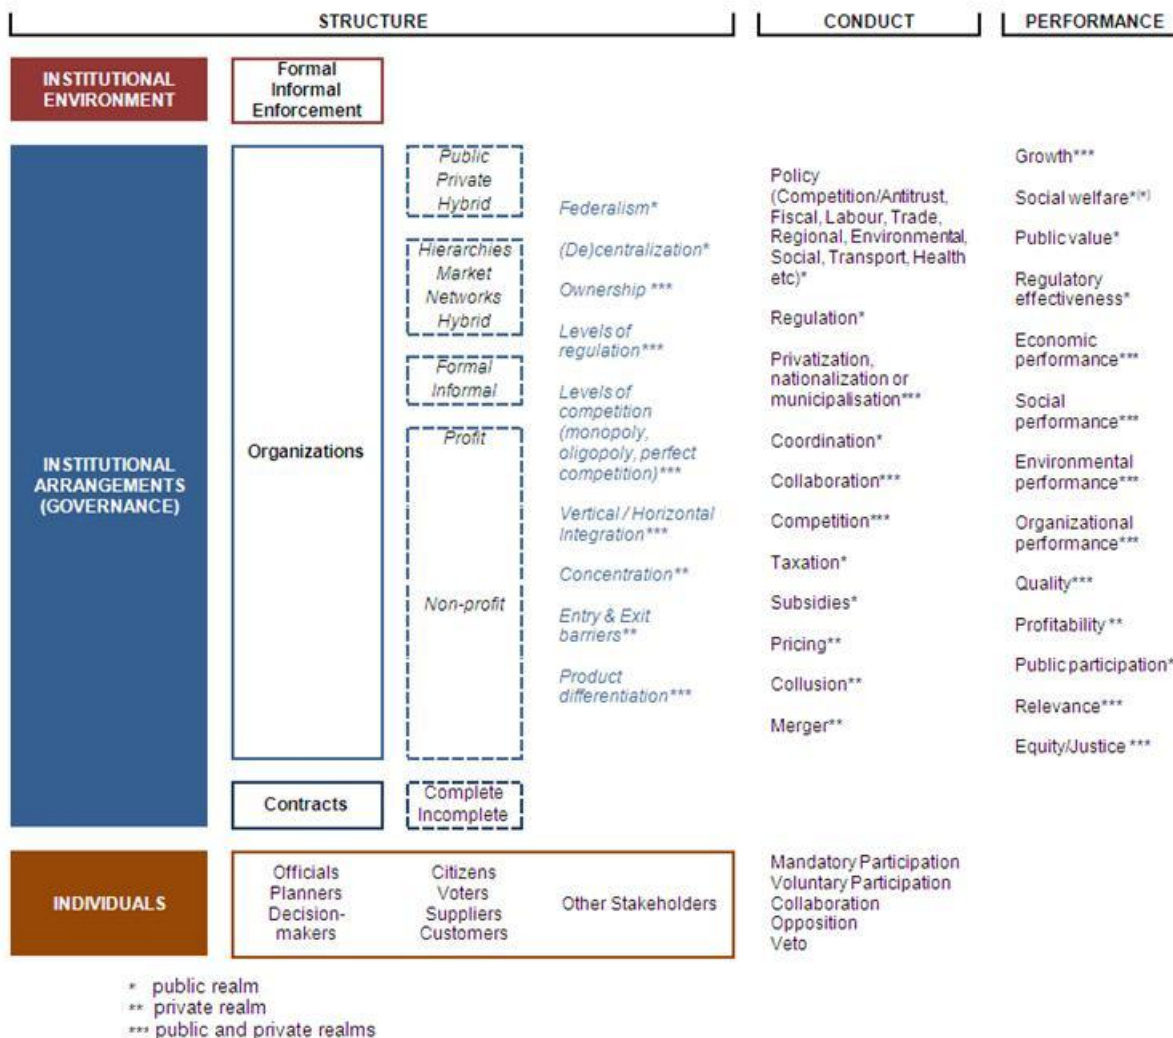 STRUCTURE
CONDUCT
PERFORMANCE
INSTITUTIONAL
ENVIRONMENT
Formal
Informal
Enforcement
INSTITUTIONAL
ARRANGEMENTS
(GOVERNANCE)
Organizations
Public
Private
Hybrid
Hierarchies
Market
Networks
Hybrid
Formal
Informal
Profit
Non-profit
Federalism*
(De)centralization*
Ownership ***
Levels of
regulation***
Levels of
competition
(monopoly,
oligopoly, perfect
competition)***
Vertical / Horizontal
Integration***
Concentration**
Entry & Exit
barriers**
Product
differentiation***
Policy
(Competition/Antitrust,
Fiscal, Labour, Trade,
Regional, Environmental,
Social, Transport, Health
etc)*
Regulation*
Privatization,
nationalization or
municipalisation***
Coordination*
Collaboration***
Competition***
Taxation*
Subsidies*
Pricing**
Collusion**
Merger**
Growth***
Social welfare*(*)
Public value*
Regulatory
effectiveness*
Economic
performance***
Social
performance***
Environmental
performance***
Organizational
performance***
Quality***
Profitability **
Public participation*
Relevance***
Equity/Justice ***
Contracts
Complete
Incomplete
INDIVIDUALS
Officials
Planners
Decision-
makers
Citizens
Voters
Suppliers
Customers
Other Stakeholders
Mandatory Participation
Voluntary Participation
Collaboration
Opposition
Veto
* public realm
** private realm
*** public and private realms